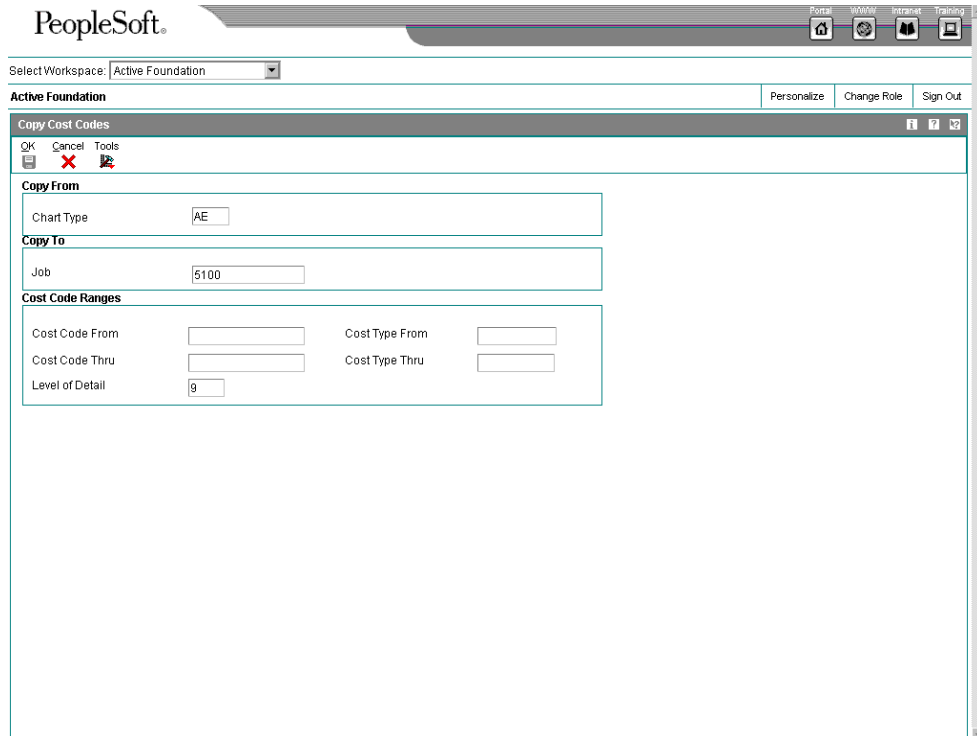 Portal WWW Intranet Training
PeopleSoft®
Select Workspace: Active Foundation
Active Foundation Personalize Change Role Sign Out
Copy Cost Codes
OK Cancel Tools
Copy From
Chart Type AE
Copy To
Job 5100
Cost Code Ranges
Cost Code From Cost Type From
Cost Code Thru Cost Type Thru
Level of Detail 9